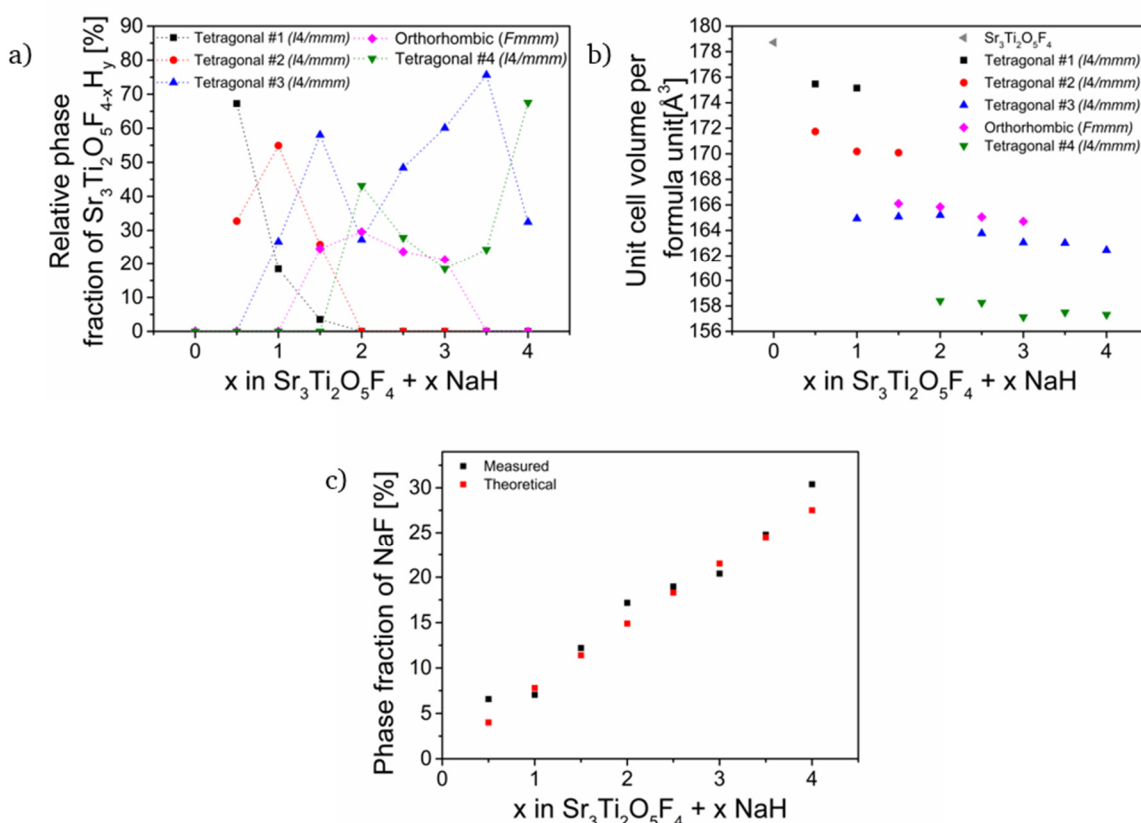 a)
Relative phase
fraction of Sr₃Ti₂O₅F₄₋ₓHᵧ [%]
90
80
70
60
50
40
30
20
10
0
Tetragonal #1 (I4/mmm)
Tetragonal #2 (I4/mmm)
Tetragonal #3 (I4/mmm)
Orthorhombic (Fmmm)
Tetragonal #4 (I4/mmm)
0 1 2 3 4
x in Sr₃Ti₂O₅F₄ + x NaH
b)
Unit cell volume per
formula unit[Å³]
180
178
176
174
172
170
168
166
164
162
160
158
156
Sr₃Ti₂O₅F₄
Tetragonal #1 (I4/mmm)
Tetragonal #2 (I4/mmm)
Tetragonal #3 (I4/mmm)
Orthorhombic (Fmmm)
Tetragonal #4 (I4/mmm)
0 1 2 3 4
x in Sr₃Ti₂O₅F₄ + x NaH
c)
Phase fraction of NaF [%]
30
25
20
15
10
5
0
Measured
Theoretical
0 1 2 3 4
x in Sr₃Ti₂O₅F₄ + x NaH